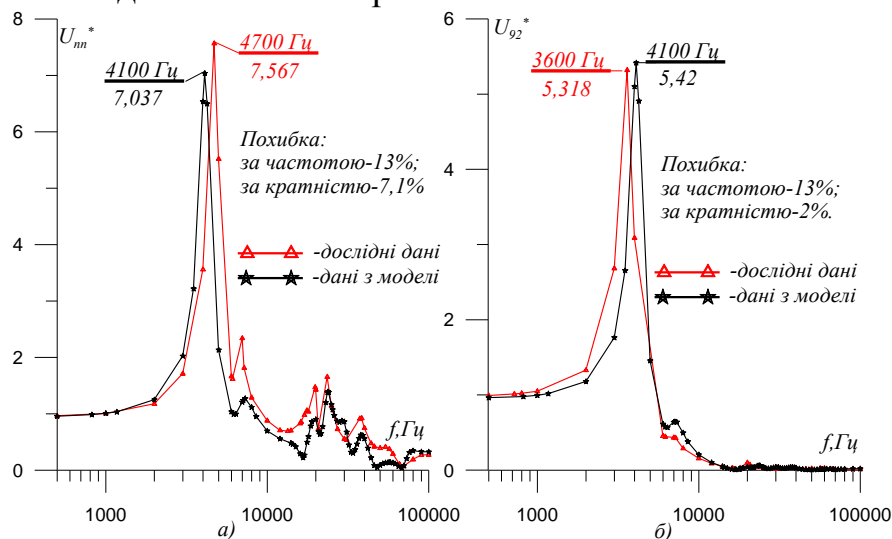 U_nn*
4100 Гц
7,037
4700 Гц
7,567
Похибка:
за частотою-13%;
за кратністю-7,1%
-дослідні дані
-дані з моделі
f,Гц
8
6
4
2
0
1000
10000
100000
а)
U_92*
3600 Гц
5,318
4100 Гц
5,42
Похибка:
за частотою-13%;
за кратністю-2%.
-дослідні дані
-дані з моделі
f,Гц
6
4
2
0
1000
10000
100000
б)